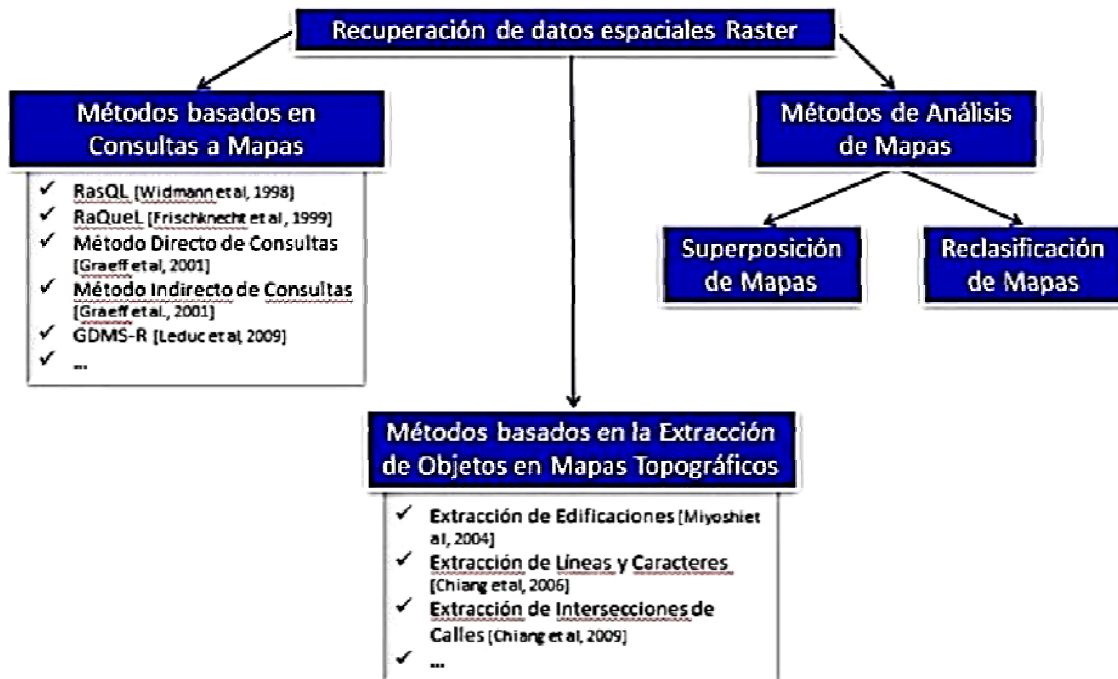 Recuperación de datos espaciales Raster
Métodos basados en
Consultas a Mapas
✓ RasQL [Widmann et al, 1998]
✓ RaQueL [Frischknecht et al, 1999]
✓ Método Directo de Consultas
[Graeff et al, 2001]
✓ Método Indirecto de Consultas
[Graeff et al., 2001]
✓ GDMS-R [Leduc et al, 2009]
✓ ...
Métodos de Análisis
de Mapas
Superposición
de Mapas
Reclasificación
de Mapas
Métodos basados en la Extracción
de Objetos en Mapas Topográficos
✓ Extracción de Edificaciones [Miyoshi et
al, 2004]
✓ Extracción de Líneas y Caracteres
[Chiang et al, 2006]
✓ Extracción de Intersecciones de
Calles [Chiang et al, 2009]
✓ ...